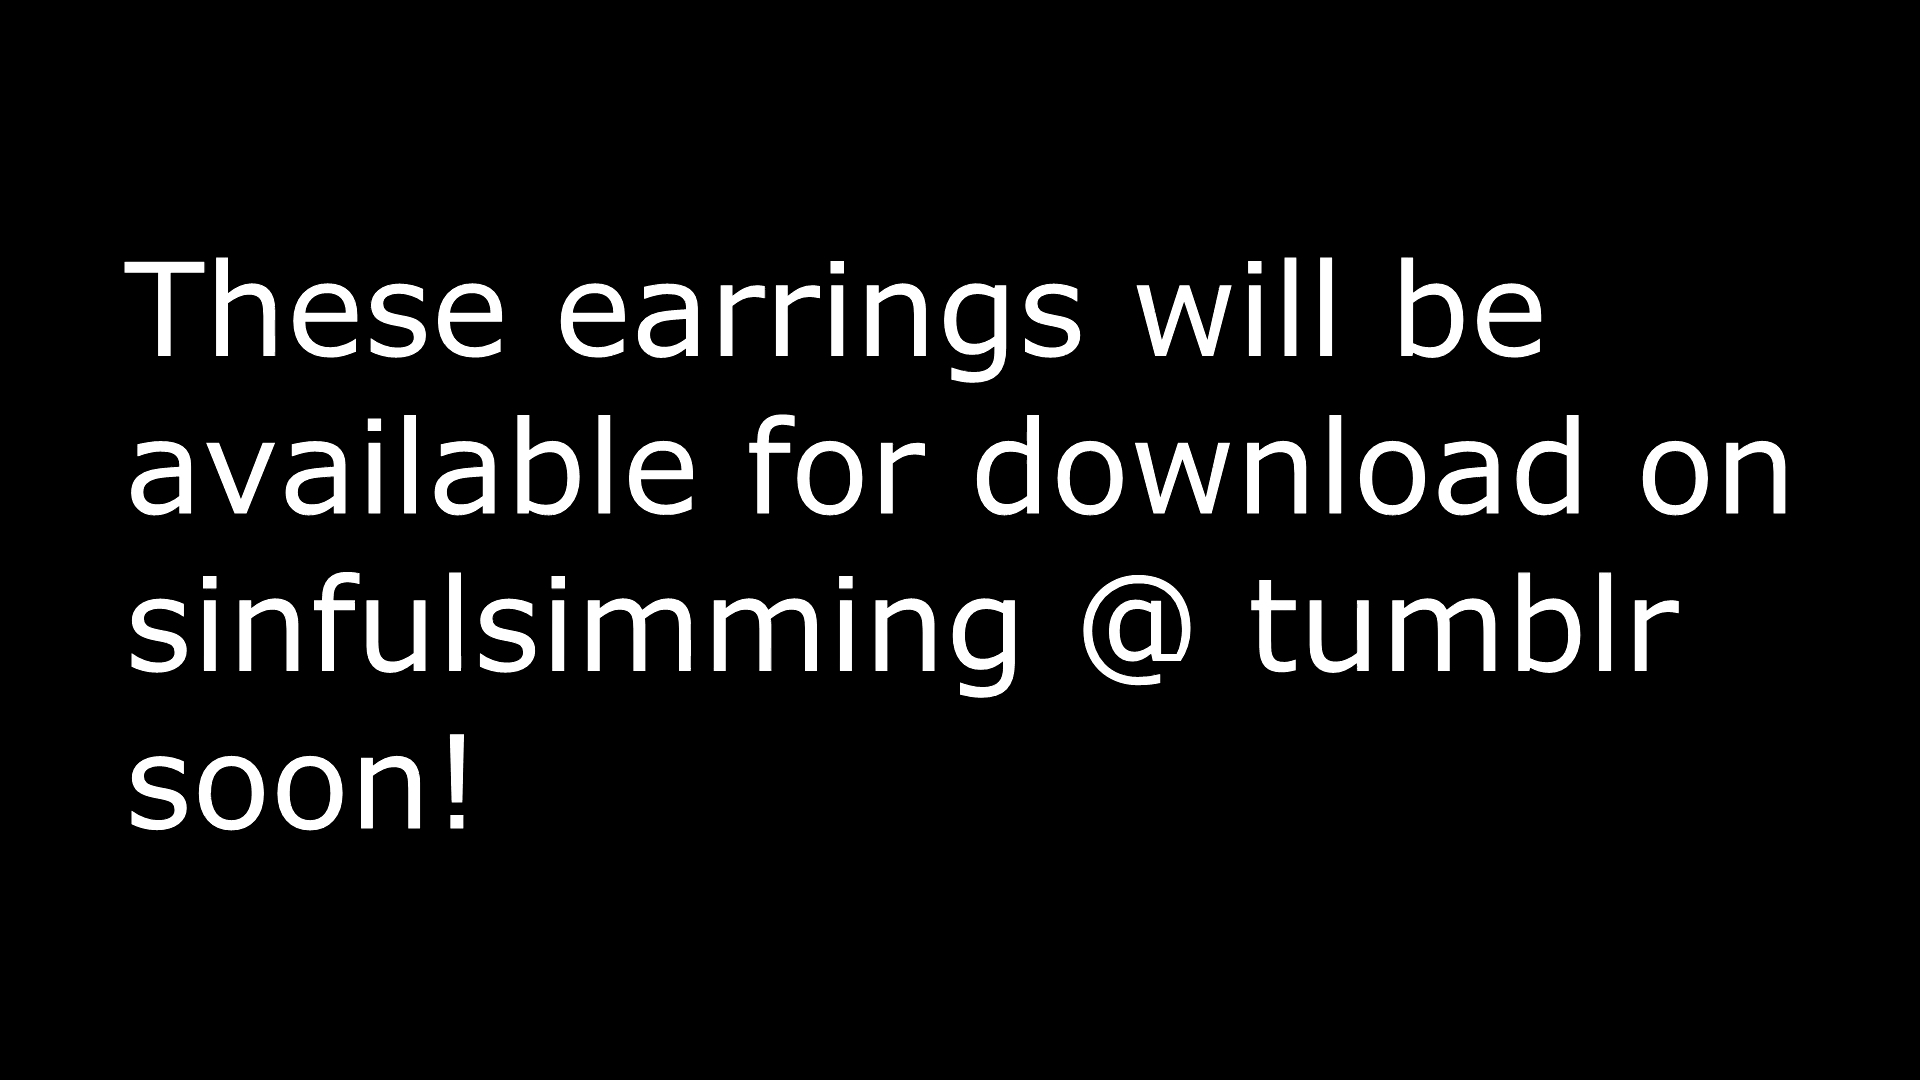 These earrings will be
available for download on
sinfulsimming @ tumblr
soon!